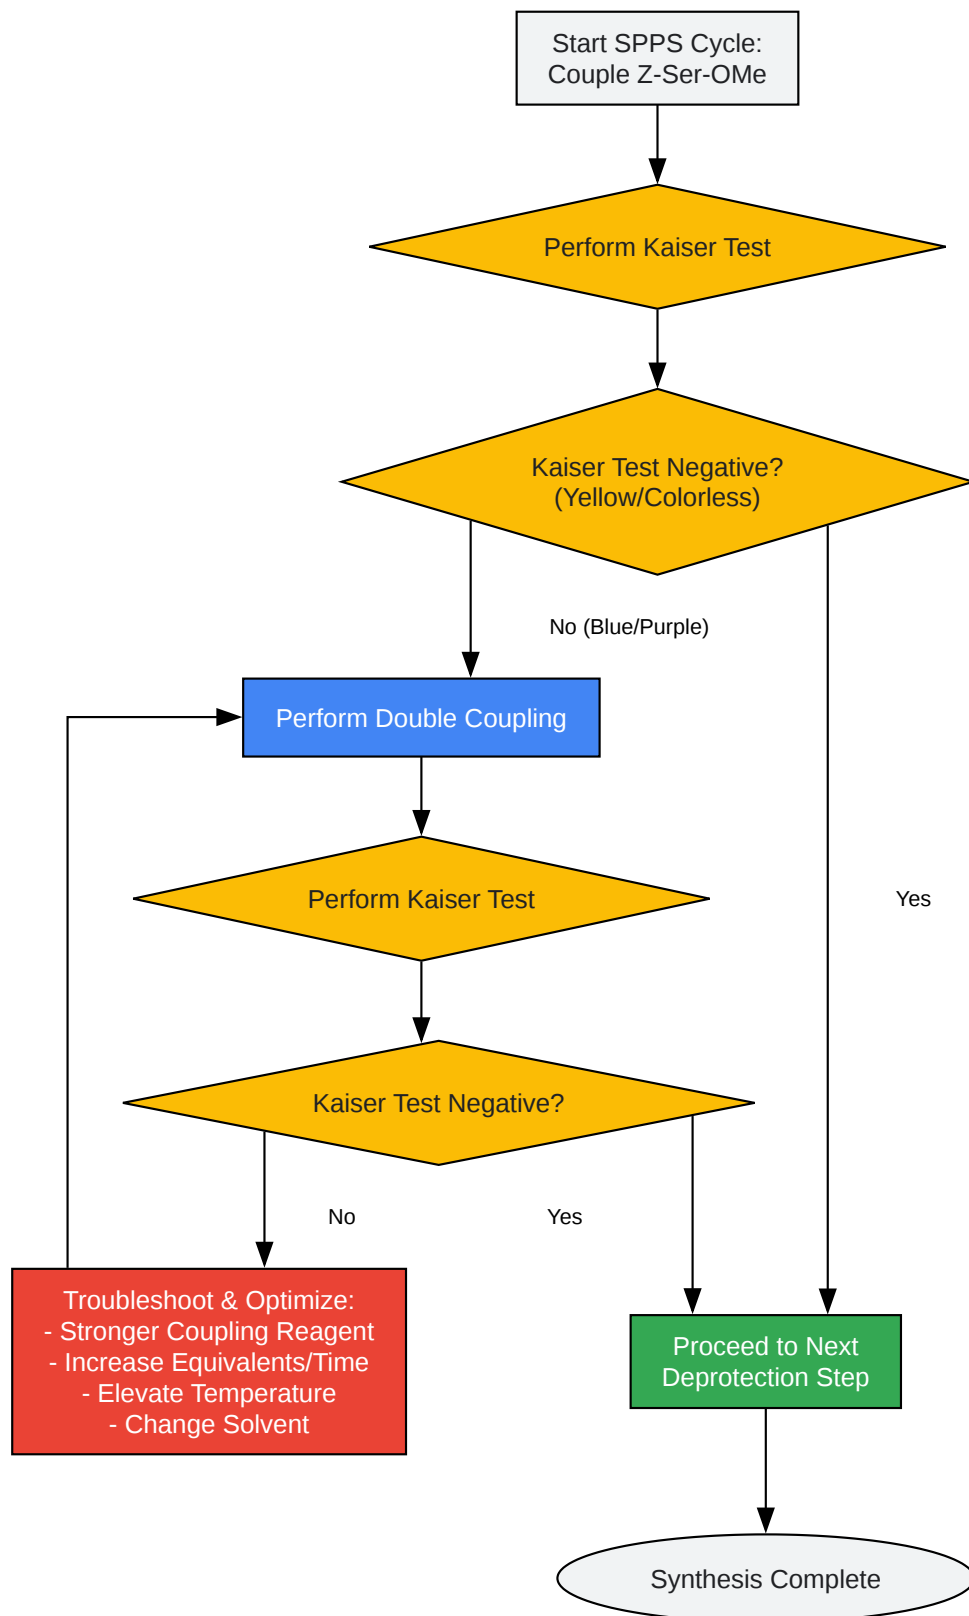 Start SPPS Cycle:
Couple Z-Ser-OMe
Perform Kaiser Test
Kaiser Test Negative?
(Yellow/Colorless)
No (Blue/Purple)
Perform Double Coupling
Perform Kaiser Test
Yes
Kaiser Test Negative?
No
Yes
Troubleshoot & Optimize:
- Stronger Coupling Reagent
- Increase Equivalents/Time
- Elevate Temperature
- Change Solvent
Proceed to Next
Deprotection Step
Synthesis Complete